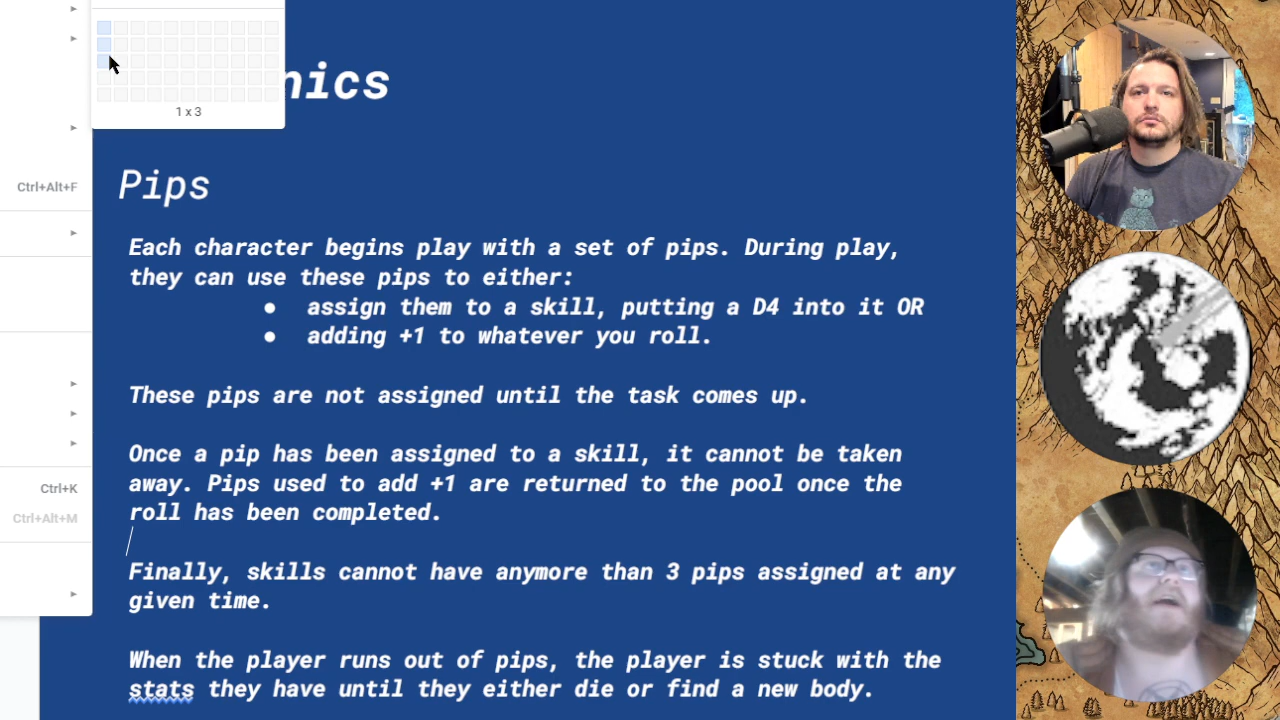 1 x 3
nics
Ctrl+Alt+F
Pips
Each character begins play with a set of pips. During play,
they can use these pips to either:
● assign them to a skill, putting a D4 into it OR
● adding +1 to whatever you roll.
These pips are not assigned until the task comes up.
Once a pip has been assigned to a skill, it cannot be taken
away. Pips used to add +1 are returned to the pool once the
roll has been completed.
Ctrl+K
Ctrl+Alt+M
Finally, skills cannot have anymore than 3 pips assigned at any
given time.
When the player runs out of pips, the player is stuck with the
stats they have until they either die or find a new body.